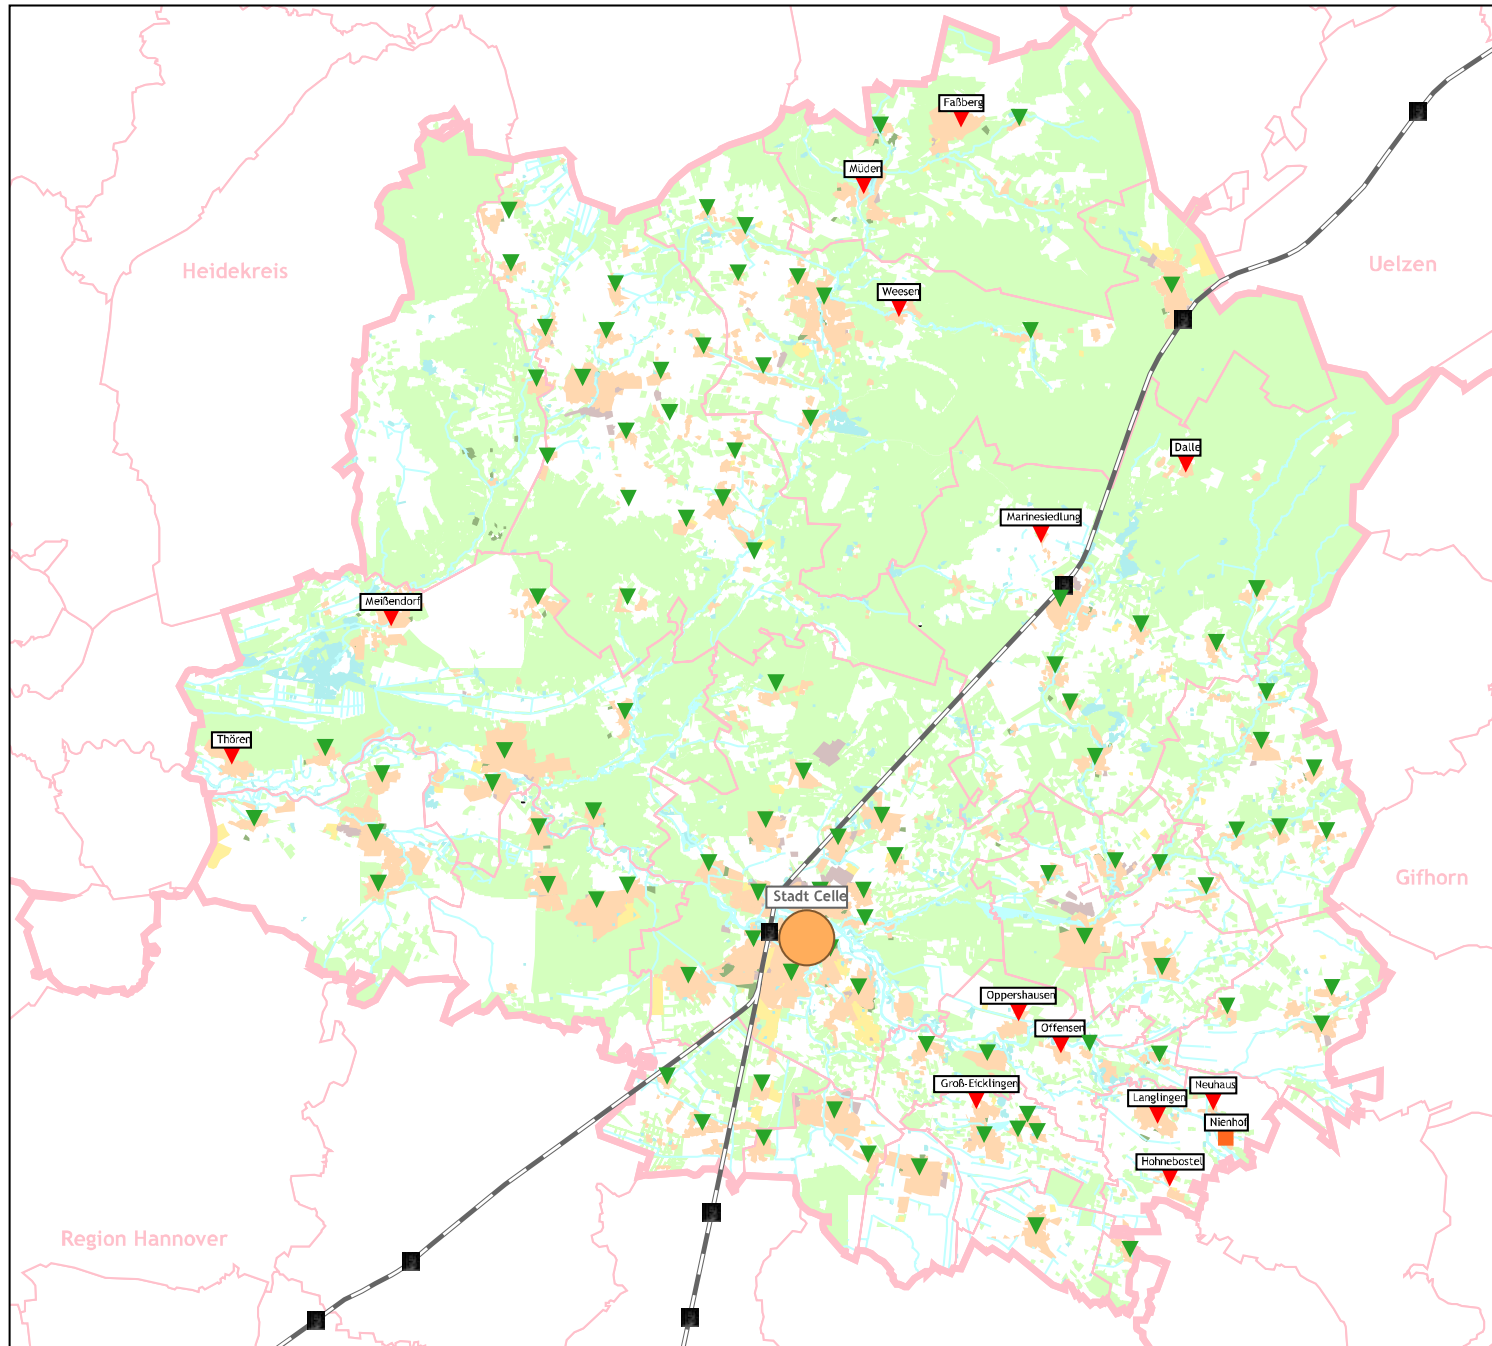 Faßberg
Müden
Heidekreis
Uelzen
Weesen
Dalle
Marinesiedlung
Meißendorf
Thören
Gifhorn
Stadt Celle
Oppershausen
Offensen
Groß-Eicklingen
Neuhaus
Langlingen
Nienhof
Hohnebostel
Region Hannover